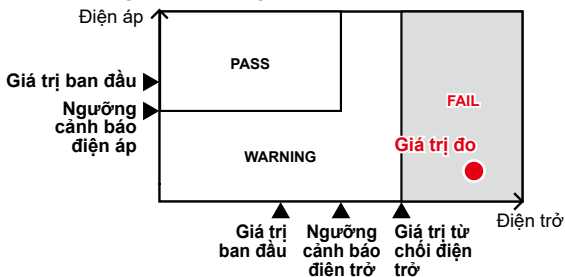 Điện áp
PASS
Giá trị ban đầu
Ngưỡng
cảnh báo
điện áp
FAIL
Giá trị đo
WARNING
Điện trở
Giá trị
ban đầu
Ngưỡng
cảnh báo
điện trở
Giá trị từ
chối điện
trở